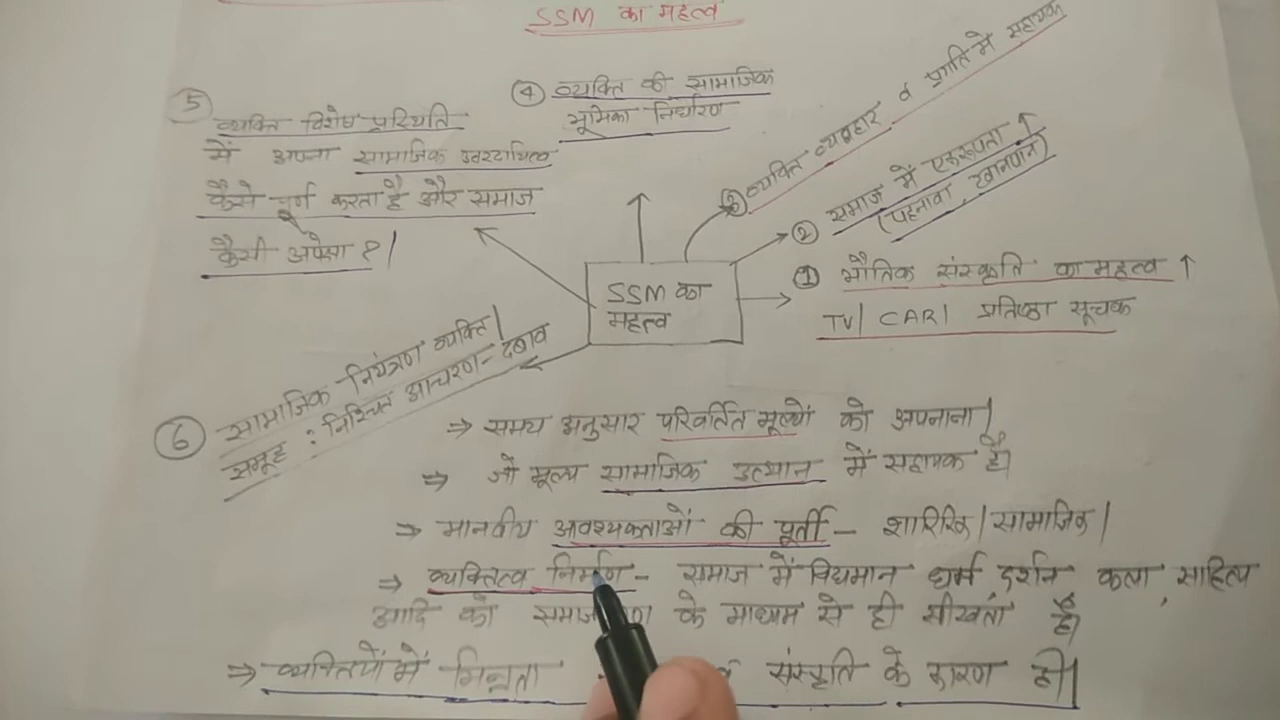 SSM का महत्व
⑤ व्यक्ति विशेष परिस्थति
में अपना सामाजिक उत्तरदायित्व
कैसे पूर्ण करता है और समाज
कैसी अपेक्षा ?|
④ व्यक्ति की सामाजिक
भूमिका निर्धारण
③ व्यक्ति व्यवहार व प्रगति में सहायक
② समाज में एकरूपता ↑
(पहनावा, खानपान)
① भौतिक संस्कृति का महत्व ↑
TV| CAR| प्रतिष्ठा सूचक
SSM का
महत्व
⑥ सामाजिक नियंत्रण व्यक्ति|
समूह : निश्चित आचरण - दबाव
⇒ समय अनुसार परिवर्तित मूल्यों को अपनाना|
⇒ जो मूल्य सामाजिक उत्थान में सहायक है।
⇒ मानवीय आवश्यकताओं की पूर्ती - शारिरिक|सामाजिक|
⇒ व्यक्तित्व निर्माण - समाज में विद्यमान धर्म, दर्शन कला, साहित्य
आदि को के माध्यम से ही सीखता है।
⇒ व्यक्तियों में भिन्नता संस्कृति के कारण ही|